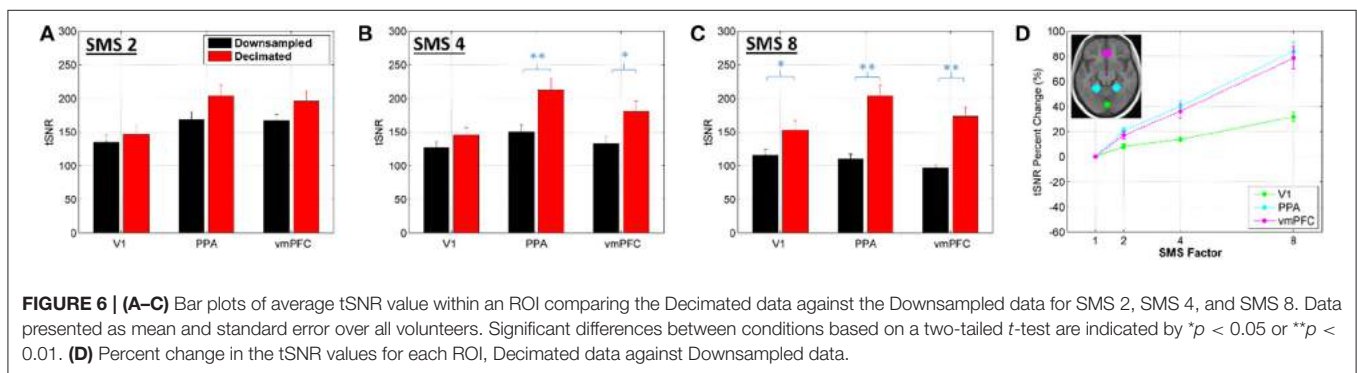 A
SMS 2
300
250
200
150
100
50
0
tSNR
Downsampled
Decimated
V1
PPA
vmPFC
B
SMS 4
300
250
200
150
100
50
0
tSNR
**
*
V1
PPA
vmPFC
C
SMS 8
300
250
200
150
100
50
0
tSNR
*
**
**
V1
PPA
vmPFC
D
100
80
60
40
20
0
-20
-40
-60
tSNR Percent Change (%)
V1
PPA
vmPFC
1
2
4
8
SMS Factor
FIGURE 6 | (A–C) Bar plots of average tSNR value within an ROI comparing the Decimated data against the Downsampled data for SMS 2, SMS 4, and SMS 8. Data
presented as mean and standard error over all volunteers. Significant differences between conditions based on a two-tailed t-test are indicated by *p < 0.05 or **p <
0.01. (D) Percent change in the tSNR values for each ROI, Decimated data against Downsampled data.